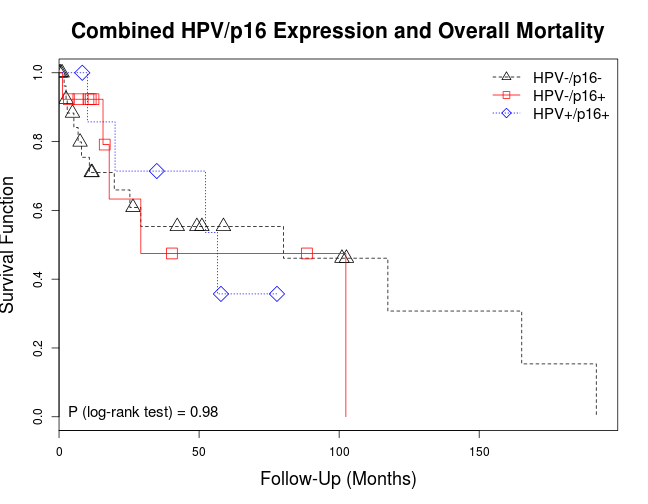 Combined HPV/p16 Expression and Overall Mortality
HPV-/p16-
HPV-/p16+
HPV+/p16+
Survival Function
1.0
0.8
0.6
0.4
0.2
0.0
P (log-rank test) = 0.98
0 50 100 150
Follow-Up (Months)